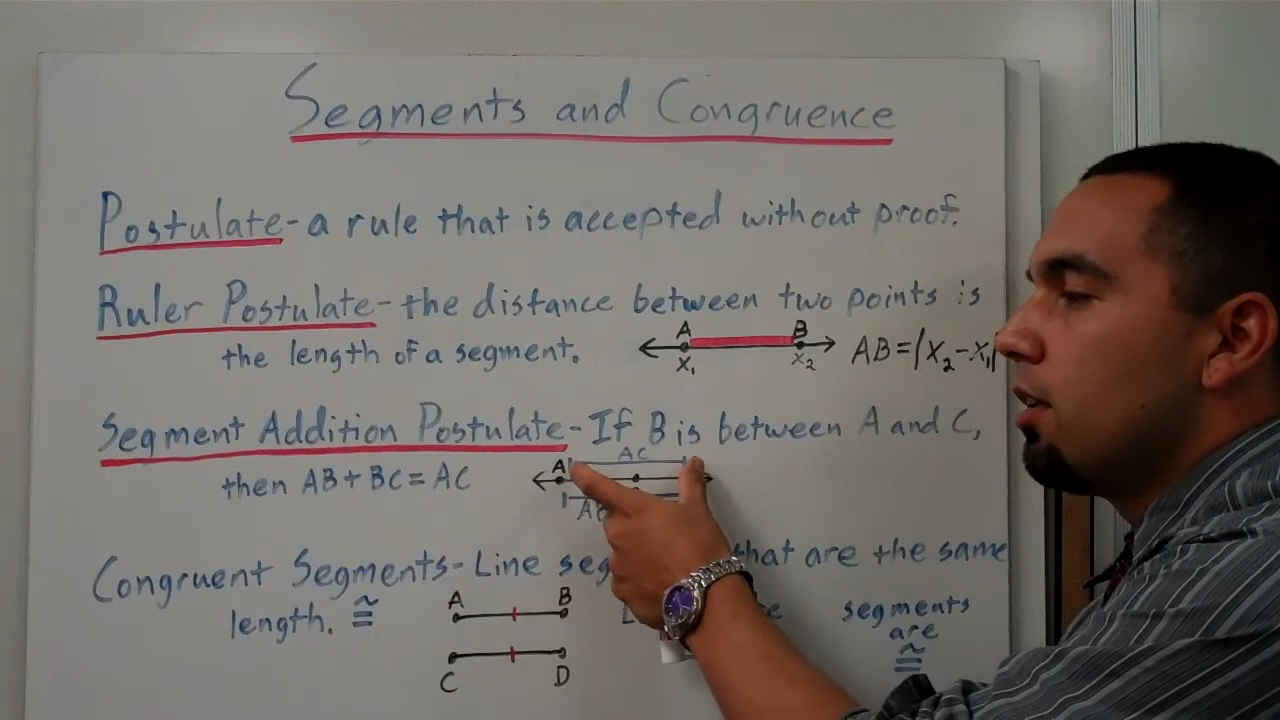 Segments and Congruence
Postulate - a rule that is accepted without proof.
Ruler Postulate - the distance between two points is
the length of a segment.
A B
x₁ x₂
AB = |x₂ - x₁|
Segment Addition Postulate - If B is between A and C,
then AB + BC = AC
AC
A
AB
Congruent Segments - Line seg that are the same
length. ≅
A B
C D
segments
are
≅